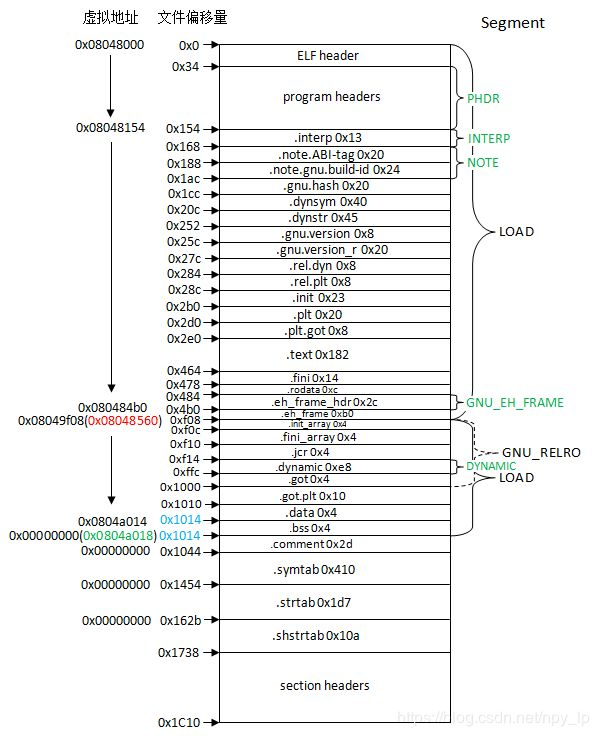 虚拟地址 文件偏移量 Segment
0x08048000 0x0
ELF header
0x34
program headers
PHDR
0x08048154 0x154
.interp 0x13
INTERP
0x168
.note.ABI-tag 0x20
0x188
NOTE
.note.gnu.build-id 0x24
0x1ac
.gnu.hash 0x20
0x1cc
.dynsym 0x40
0x20c
.dynstr 0x45
0x252
.gnu.version 0x8
LOAD
0x25c
.gnu.version_r 0x20
0x27c
.rel.dyn 0x8
0x284
.rel.plt 0x8
0x28c
.init 0x23
0x2b0
.plt 0x20
0x2d0
.plt.got 0x8
0x2e0
.text 0x182
0x464
.fini 0x14
0x478
.rodata 0xc
0x484
.eh_frame_hdr 0x2c
GNU_EH_FRAME
0x080484b0 0x4b0
.eh_frame 0xb0
0x08049f08(0x08048560) 0xf08
.init_array 0x4
0xf0c
.fini_array 0x4
0xf10
.jcr 0x4
GNU_RELRO
0xf14
.dynamic 0xe8
DYNAMIC
0xffc
.got 0x4
LOAD
0x1000
.got.plt 0x10
0x1010
.data 0x4
0x0804a014 0x1014
.bss 0x4
0x00000000(0x0804a018) 0x1014
.comment 0x2d
0x00000000 0x1044
.symtab 0x410
0x00000000 0x1454
.strtab 0x1d7
0x00000000 0x162b
.shstrtab 0x10a
0x1738
section headers
0x1C10
https://blog.csdn.net/npy_lp